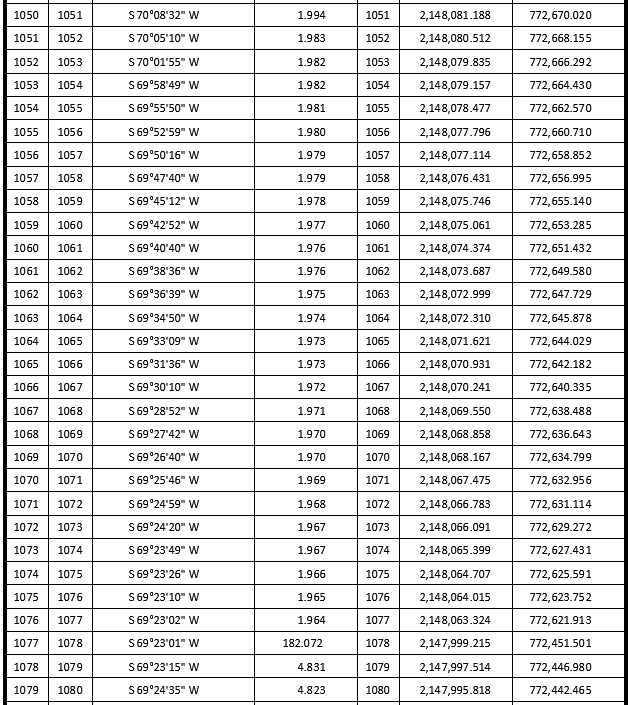 1050 1051 S 70°08'32" W 1.994 1051 2,148,081.188 772,670.020
1051 1052 S 70°05'10" W 1.983 1052 2,148,080.512 772,668.155
1052 1053 S 70°01'55" W 1.982 1053 2,148,079.835 772,666.292
1053 1054 S 69°58'49" W 1.982 1054 2,148,079.157 772,664.430
1054 1055 S 69°55'50" W 1.981 1055 2,148,078.477 772,662.570
1055 1056 S 69°52'59" W 1.980 1056 2,148,077.796 772,660.710
1056 1057 S 69°50'16" W 1.979 1057 2,148,077.114 772,658.852
1057 1058 S 69°47'40" W 1.979 1058 2,148,076.431 772,656.995
1058 1059 S 69°45'12" W 1.978 1059 2,148,075.746 772,655.140
1059 1060 S 69°42'52" W 1.977 1060 2,148,075.061 772,653.285
1060 1061 S 69°40'40" W 1.976 1061 2,148,074.374 772,651.432
1061 1062 S 69°38'36" W 1.976 1062 2,148,073.687 772,649.580
1062 1063 S 69°36'39" W 1.975 1063 2,148,072.999 772,647.729
1063 1064 S 69°34'50" W 1.974 1064 2,148,072.310 772,645.878
1064 1065 S 69°33'09" W 1.973 1065 2,148,071.621 772,644.029
1065 1066 S 69°31'36" W 1.973 1066 2,148,070.931 772,642.182
1066 1067 S 69°30'10" W 1.972 1067 2,148,070.241 772,640.335
1067 1068 S 69°28'52" W 1.971 1068 2,148,069.550 772,638.488
1068 1069 S 69°27'42" W 1.970 1069 2,148,068.858 772,636.643
1069 1070 S 69°26'40" W 1.970 1070 2,148,068.167 772,634.799
1070 1071 S 69°25'46" W 1.969 1071 2,148,067.475 772,632.956
1071 1072 S 69°24'59" W 1.968 1072 2,148,066.783 772,631.114
1072 1073 S 69°24'20" W 1.967 1073 2,148,066.091 772,629.272
1073 1074 S 69°23'49" W 1.967 1074 2,148,065.399 772,627.431
1074 1075 S 69°23'26" W 1.966 1075 2,148,064.707 772,625.591
1075 1076 S 69°23'10" W 1.965 1076 2,148,064.015 772,623.752
1076 1077 S 69°23'02" W 1.964 1077 2,148,063.324 772,621.913
1077 1078 S 69°23'01" W 182.072 1078 2,147,999.215 772,451.501
1078 1079 S 69°23'15" W 4.831 1079 2,147,997.514 772,446.980
1079 1080 S 69°24'35" W 4.823 1080 2,147,995.818 772,442.465